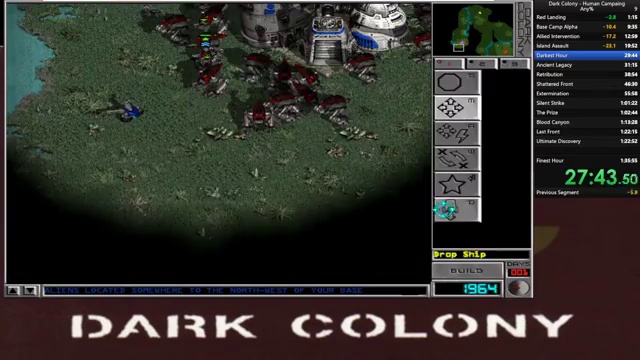 Dark Colony - Human Campaing
Any% 9
Red Landing -2.8 1:15
Base Camp Alpha -10.4 9:35
Allied Intervention -17.2 12:59
Island Assault -23.1 19:52
Darkest Hour 29:44
Ancient Legacy 31:15
Retribution 38:54
Shattered Front 46:30
Extermination 55:58
Silent Strike 1:01:22
The Prize 1:02:44
Blood Canyon 1:13:28
Last Front 1:22:15
Ultimate Discovery 1:22:52
Finest Hour 1:35:55
27:43.50
Previous Segment -5.9
Drop Ship
BUILD
DAYS
001
1964
ALIENS LOCATED SOMEWHERE TO THE NORTH-WEST OF YOUR BASE
DARK COLONY